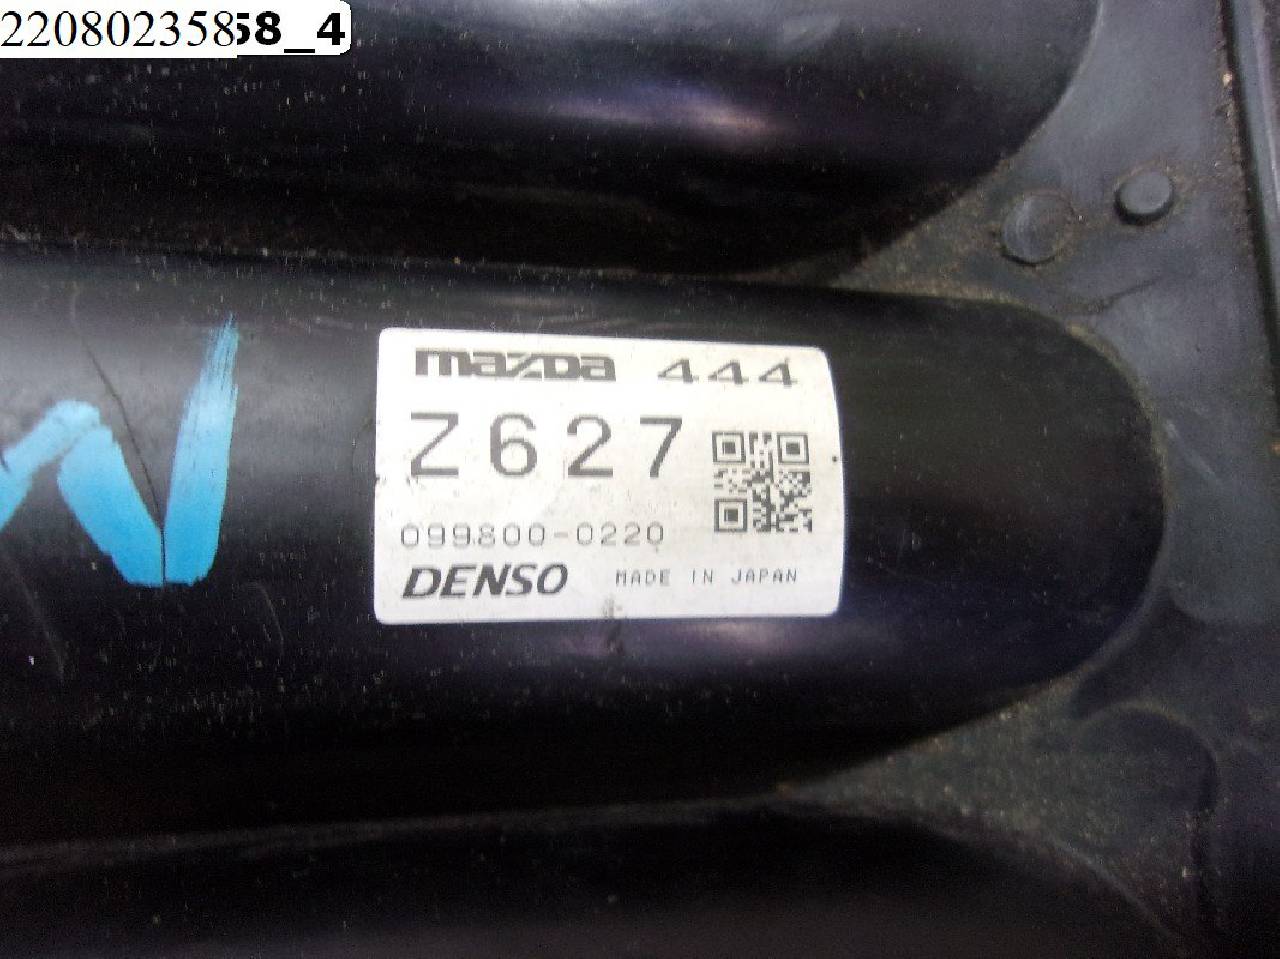 2208023558_4
mazda 444
Z627
099800-0220
DENSO MADE IN JAPAN